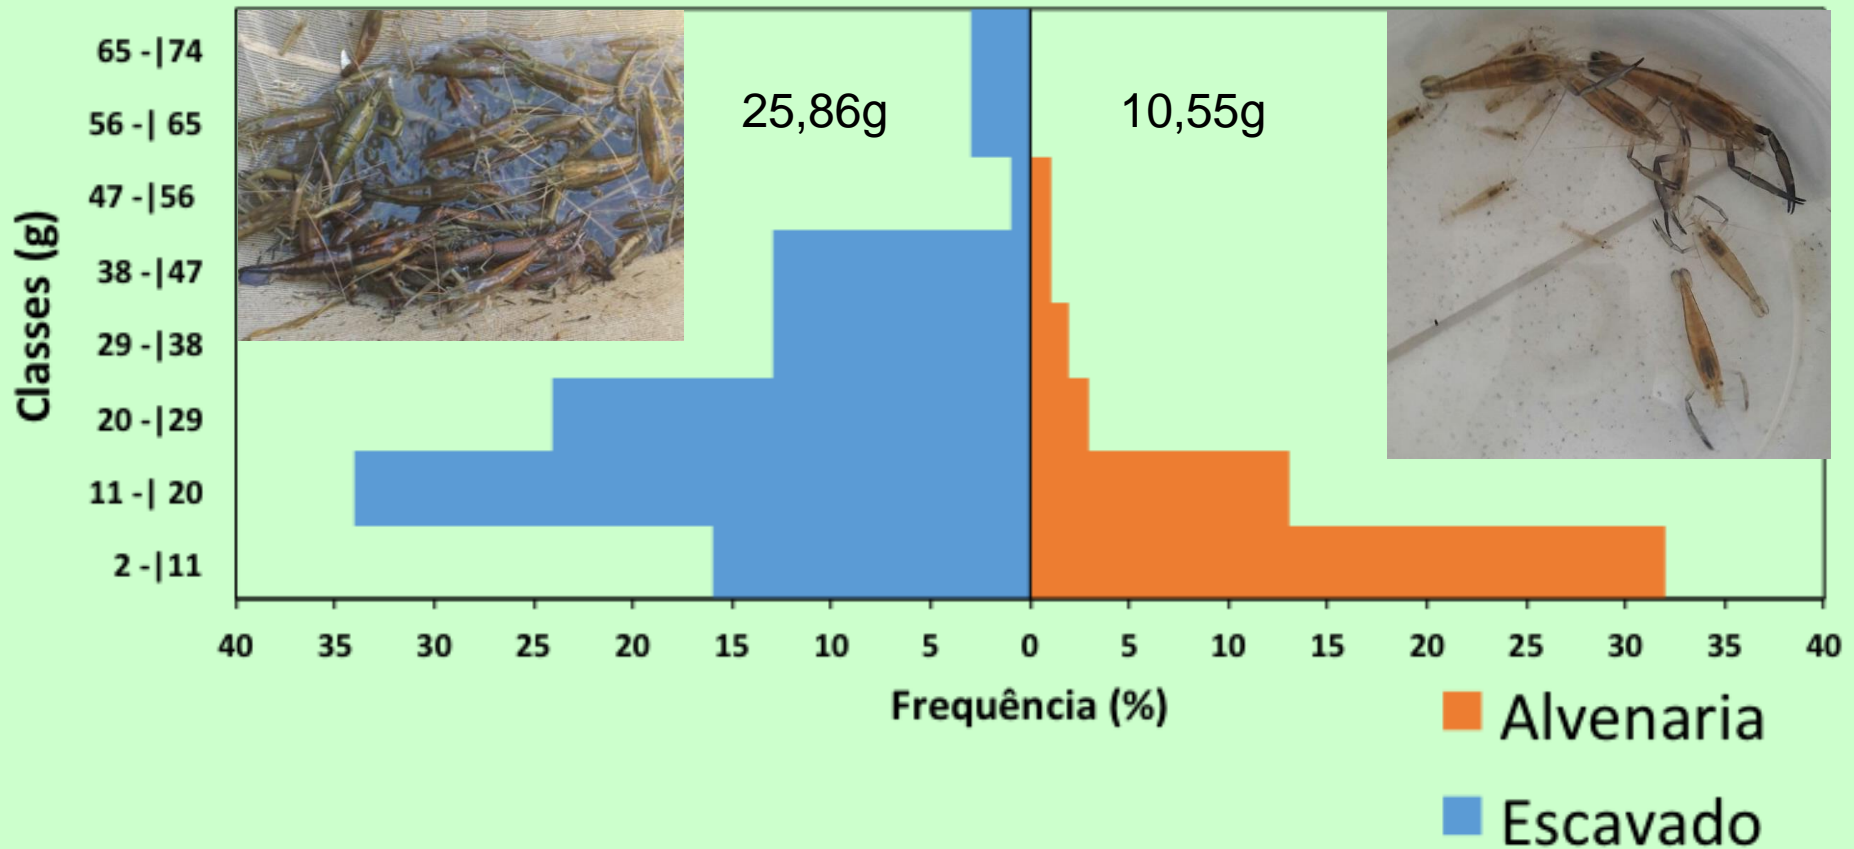 65 -|74
56 -| 65
47 -|56
38 -|47
29 -|38
20 -|29
11 -| 20
2 -|11
Classes (g)
25,86g
10,55g
40 35 30 25 20 15 10 5 0 5 10 15 20 25 30 35 40
Frequência (%)
Alvenaria
Escavado